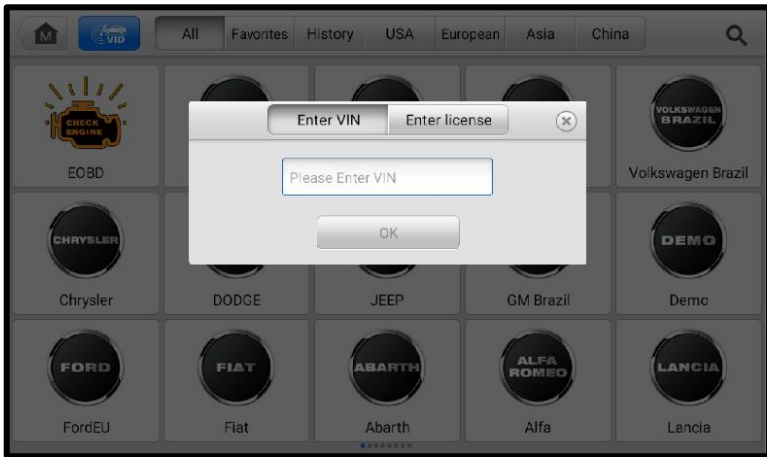 M
VID
All Favorites History USA European Asia China
Enter VIN Enter license
CHECK
ENGINE
VOLKSWAGEN
BRAZIL
Please Enter VIN
EOBD Volkswagen Brazil
OK
CHRYSLER DEMO
Chrysler DODGE JEEP GM Brazil Demo
FORD FIAT ABARTH ALFA
ROMEO LANCIA
FordEU Fiat Abarth Alfa Lancia